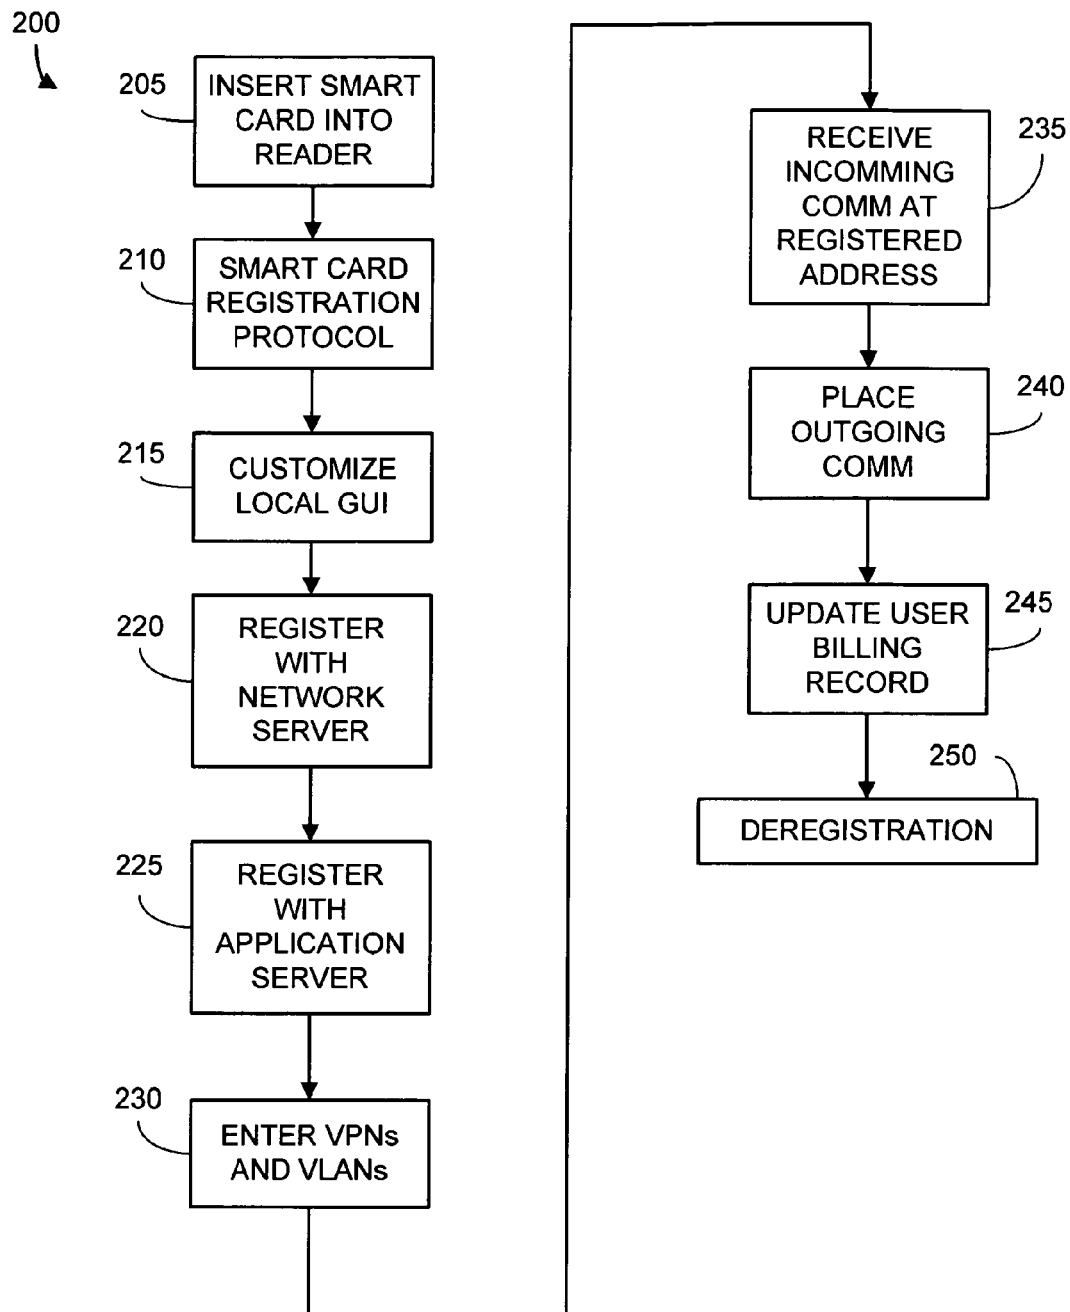 200
205
INSERT SMART
CARD INTO
READER
210
SMART CARD
REGISTRATION
PROTOCOL
215
CUSTOMIZE
LOCAL GUI
220
REGISTER
WITH
NETWORK
SERVER
225
REGISTER
WITH
APPLICATION
SERVER
230
ENTER VPNs
AND VLANs
235
RECEIVE
INCOMMING
COMM AT
REGISTERED
ADDRESS
240
PLACE
OUTGOING
COMM
245
UPDATE USER
BILLING
RECORD
250
DEREGISTRATION